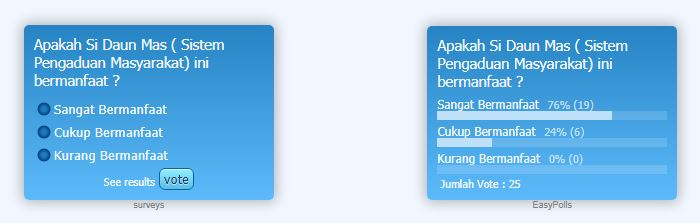 Apakah Si Daun Mas ( Sistem
Pengaduan Masyarakat) ini
bermanfaat ?
Sangat Bermanfaat
Cukup Bermanfaat
Kurang Bermanfaat
See results vote
surveys
Apakah Si Daun Mas ( Sistem
Pengaduan Masyarakat) ini
bermanfaat ?
Sangat Bermanfaat 76% (19)
Cukup Bermanfaat 24% (6)
Kurang Bermanfaat 0% (0)
Jumlah Vote : 25
EasyPolls